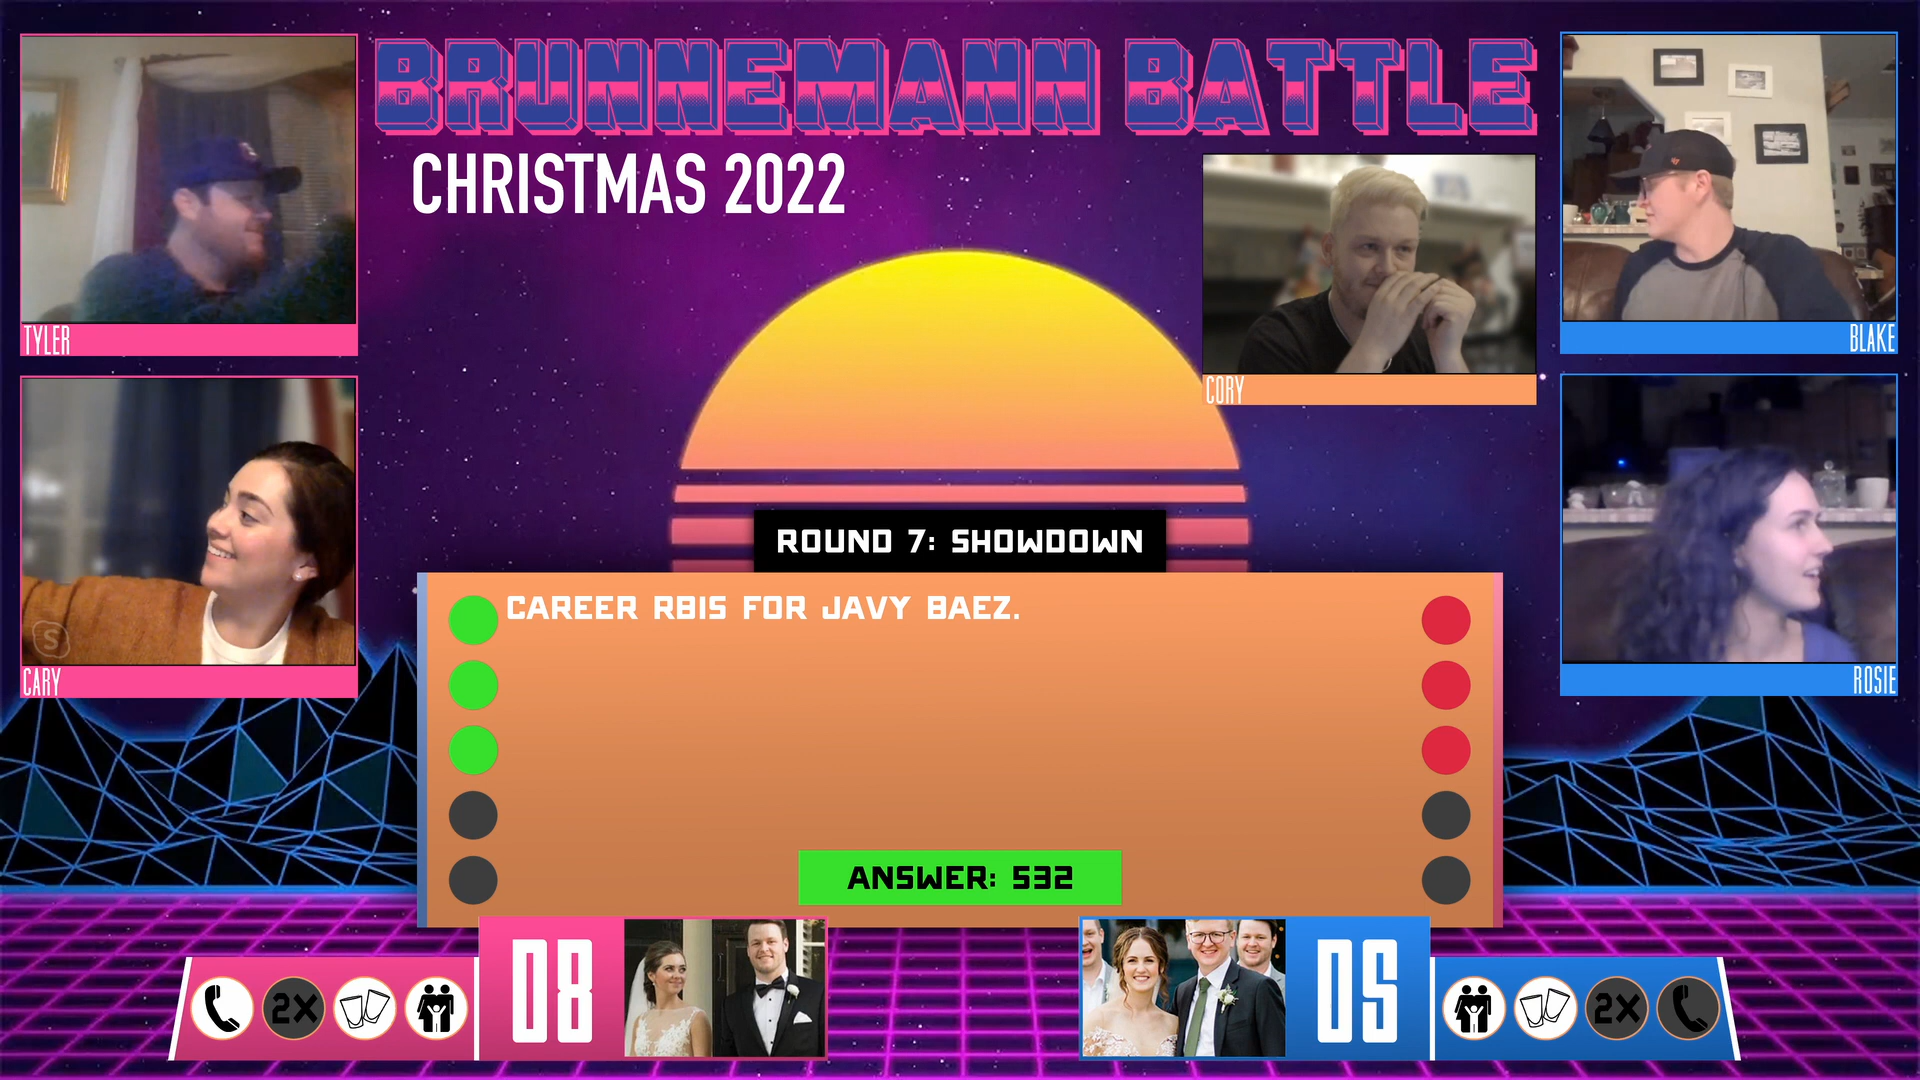 BRUNNEMANN BATTLE
CHRISTMAS 2022
TYLER
BLAKE
CORY
CARY
ROSIE
ROUND 7: SHOWDOWN
CAREER RBIS FOR JAVY BAEZ.
ANSWER: 532
2X
08
05
2X
S